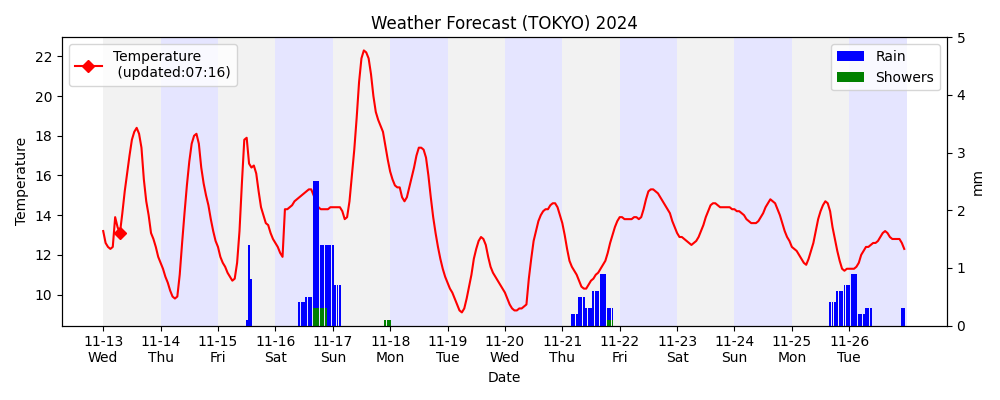 Weather Forecast (TOKYO) 2024
Temperature
(updated:07:16)
Rain
Showers
Temperature
22
20
18
16
14
12
10
5
4
3
2
1
0
mm
11-13 11-14 11-15 11-16 11-17 11-18 11-19 11-20 11-21 11-22 11-23 11-24 11-25 11-26
Wed Thu Fri Sat Sun Mon Tue Wed Thu Fri Sat Sun Mon Tue
Date